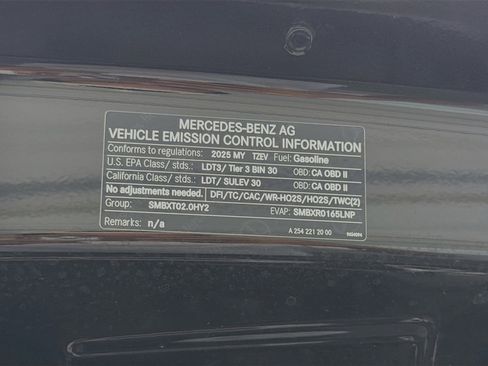 MERCEDES-BENZ AG
VEHICLE EMISSION CONTROL INFORMATION
Conforms to regulations: 2025 MY TZEV Fuel: Gasoline
U.S. EPA Class/ stds.: LDT3/ Tier 3 BIN 30 OBD: CA OBD II
California Class/ stds.: LDT/ SULEV 30 OBD: CA OBD II
No adjustments needed. DFI/TC/CAC/WR-HO2S/HO2S/TWC(2)
Group: SMBXT02.0HY2 EVAP: SMBXR0165LNP
Remarks: n/a
A 254 221 20 00